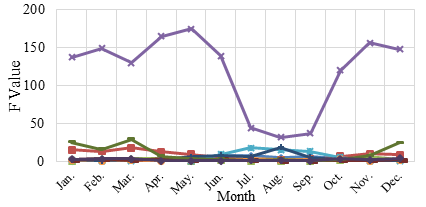 200
150
100
50
0
F Value
Jan. Feb. Mar. Apr. May. Jun. Jul. Aug. Sep. Oct. Nov. Dec.
Month